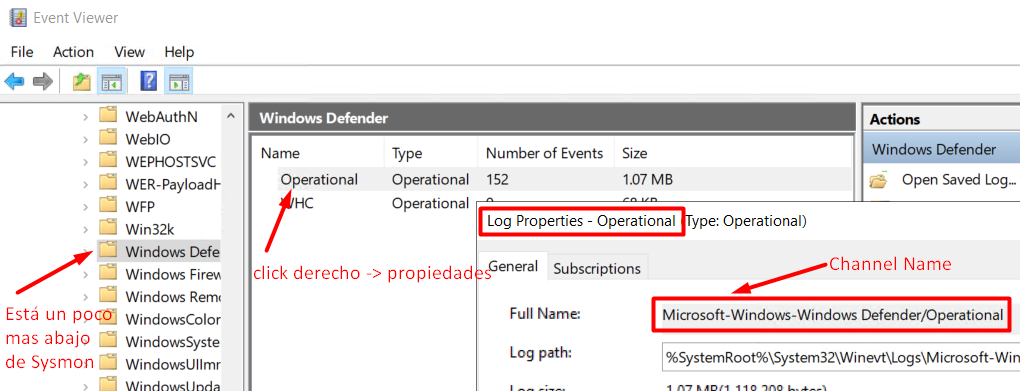 Event Viewer
File Action View Help
WebAuthN
WebIO
WEPHOSTSVC
WER-PayloadH
WFP
Win32k
Windows Defe
Windows Firew
Windows Remo
WindowsColor
WindowsSyste
WindowsUIImm
WindowsUpda
Está un poco
mas abajo
de Sysmon
Windows Defender
Name Type Number of Events Size
Operational Operational 152 1.07 MB
WHC Operational 0 68 KB
click derecho -> propiedades
Log Properties - Operational (Type: Operational)
General Subscriptions
Channel Name
Full Name: Microsoft-Windows-Windows Defender/Operational
Log path: %SystemRoot%\System32\Winevt\Logs\Microsoft-Win
Log size: 1.07 MB(1,118,208 bytes)
Actions
Windows Defender
Open Saved Log...